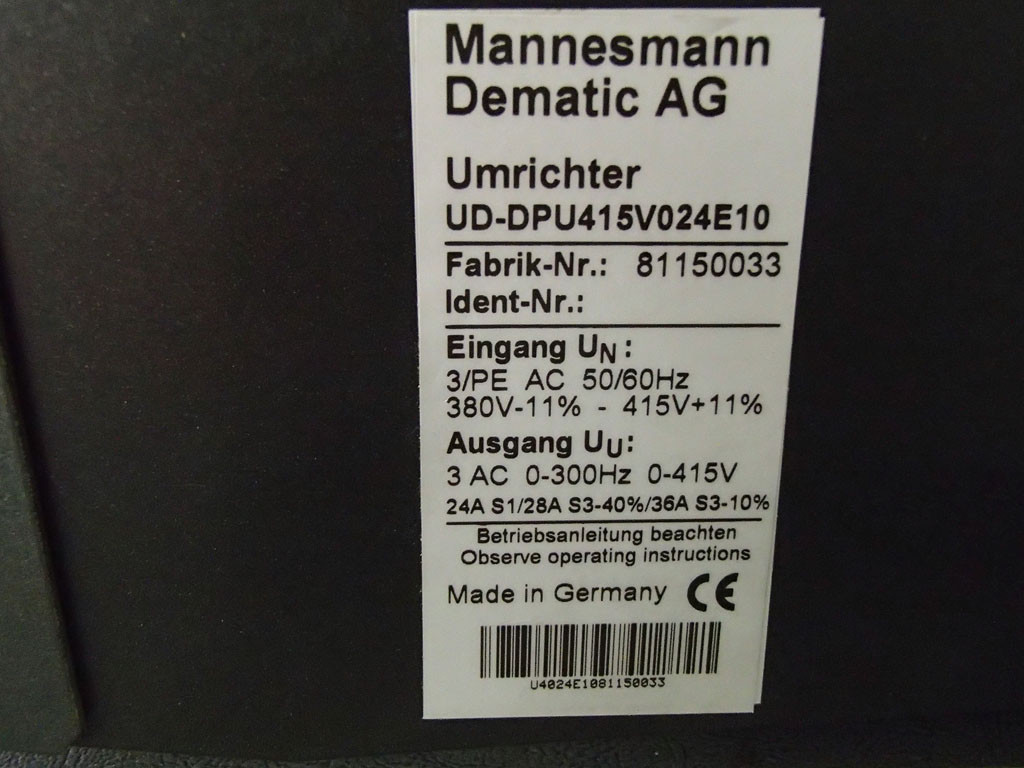 Mannesmann
Dematic AG
Umrichter
UD-DPU415V024E10
Fabrik-Nr.: 81150033
Ident-Nr.:
Eingang UN:
3/PE AC 50/60Hz
380V-11% - 415V+11%
Ausgang UU:
3 AC 0-300Hz 0-415V
24A S1/28A S3-40%/36A S3-10%
Betriebsanleitung beachten
Observe operating instructions
Made in Germany CE
U4024E1081150033